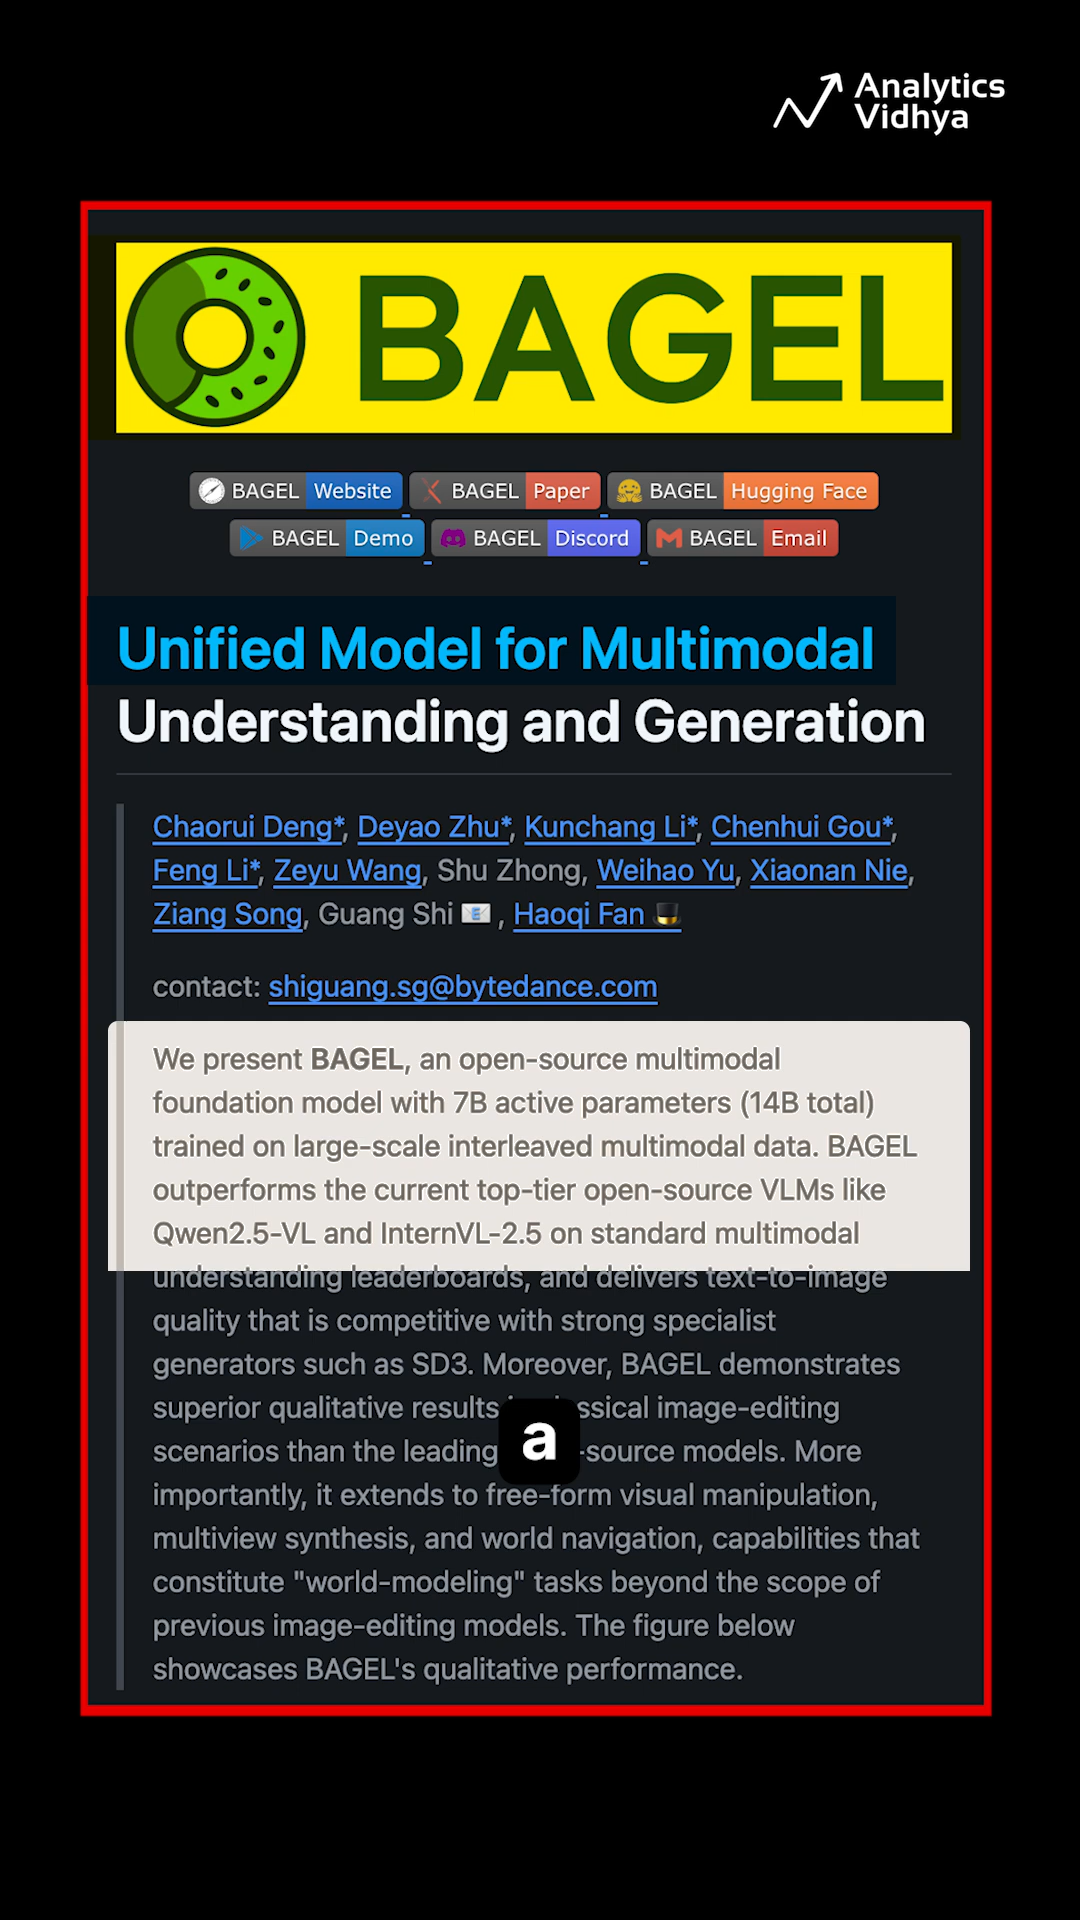 Analytics
Vidhya
BAGEL
BAGEL Website BAGEL Paper BAGEL Hugging Face
BAGEL Demo BAGEL Discord BAGEL Email
Unified Model for Multimodal
Understanding and Generation
Chaorui Deng*, Deyao Zhu*, Kunchang Li*, Chenhui Gou*,
Feng Li*, Zeyu Wang, Shu Zhong, Weihao Yu, Xiaonan Nie,
Ziang Song, Guang Shi 📧 , Haoqi Fan 🎩
contact: shiguang.sg@bytedance.com
We present BAGEL, an open-source multimodal
foundation model with 7B active parameters (14B total)
trained on large-scale interleaved multimodal data. BAGEL
outperforms the current top-tier open-source VLMs like
Qwen2.5-VL and InternVL-2.5 on standard multimodal
understanding leaderboards, and delivers text-to-image
quality that is competitive with strong specialist
generators such as SD3. Moreover, BAGEL demonstrates
superior qualitative results ssical image-editing
a
scenarios than the leading -source models. More
importantly, it extends to free-form visual manipulation,
multiview synthesis, and world navigation, capabilities that
constitute "world-modeling" tasks beyond the scope of
previous image-editing models. The figure below
showcases BAGEL's qualitative performance.